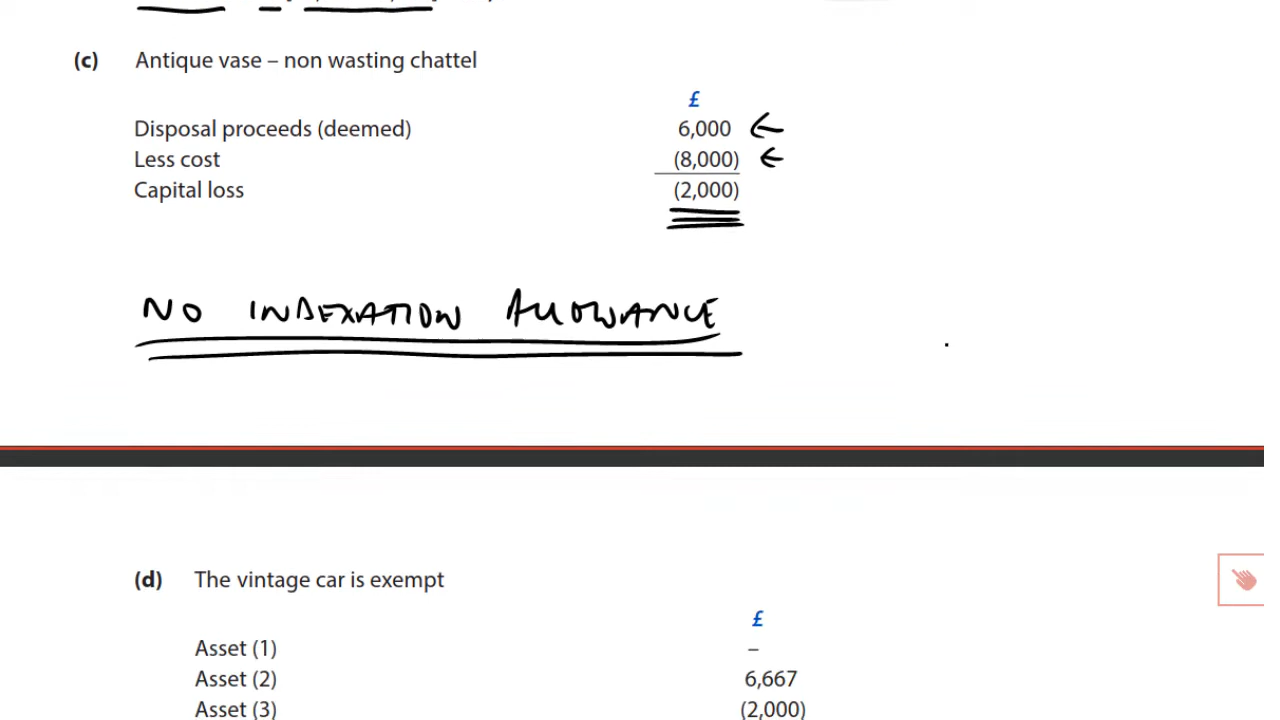 (c) Antique vase – non wasting chattel
£
Disposal proceeds (deemed) 6,000
Less cost (8,000)
Capital loss (2,000)
NO INDEXATION ALLOWANCE
(d) The vintage car is exempt
£
Asset (1) –
Asset (2) 6,667
Asset (3) (2,000)